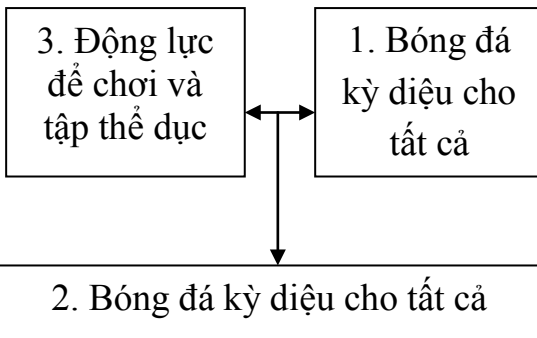 3. Động lực
để chơi và
tập thể dục
1. Bóng đá
kỳ diệu cho
tất cả
2. Bóng đá kỳ diệu cho tất cả